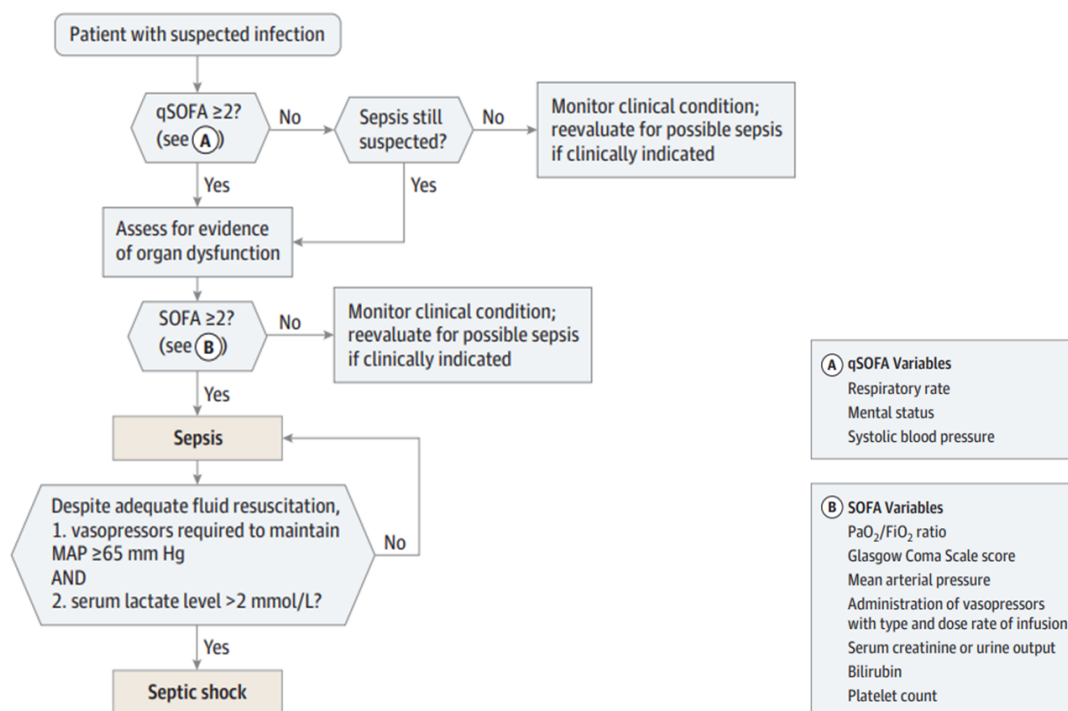 Patient with suspected infection
qSOFA ≥2?
(see A)
No
Sepsis still
suspected?
No
Monitor clinical condition;
reevaluate for possible sepsis
if clinically indicated
Yes
Yes
Assess for evidence
of organ dysfunction
SOFA ≥2?
(see B)
No
Monitor clinical condition;
reevaluate for possible sepsis
if clinically indicated
Yes
Sepsis
Despite adequate fluid resuscitation,
1. vasopressors required to maintain
MAP ≥65 mm Hg
AND
2. serum lactate level >2 mmol/L?
No
Yes
Septic shock
A qSOFA Variables
Respiratory rate
Mental status
Systolic blood pressure
B SOFA Variables
PaO₂/FiO₂ ratio
Glasgow Coma Scale score
Mean arterial pressure
Administration of vasopressors
with type and dose rate of infusion
Serum creatinine or urine output
Bilirubin
Platelet count